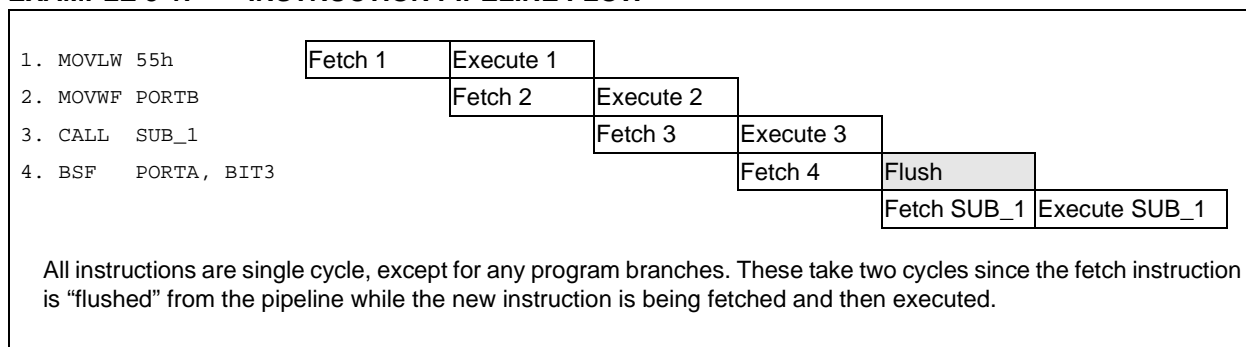 1. MOVLW 55h Fetch 1 Execute 1
2. MOVWF PORTB Fetch 2 Execute 2
3. CALL SUB_1 Fetch 3 Execute 3
4. BSF PORTA, BIT3 Fetch 4 Flush
Fetch SUB_1 Execute SUB_1
All instructions are single cycle, except for any program branches. These take two cycles since the fetch instruction
is “flushed” from the pipeline while the new instruction is being fetched and then executed.